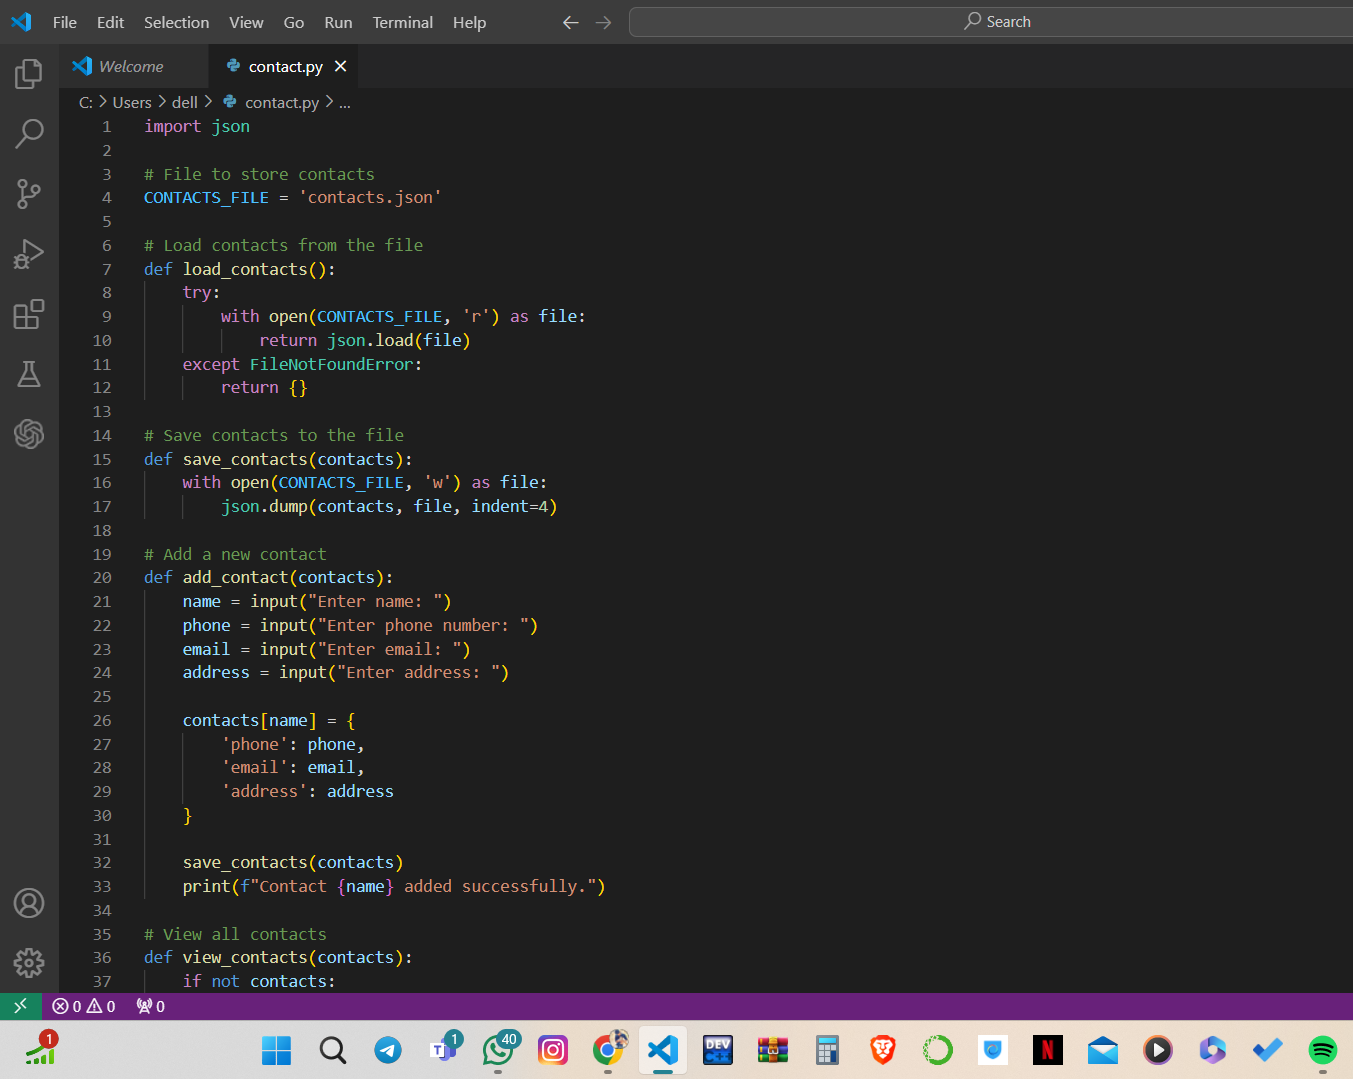 File Edit Selection View Go Run Terminal Help Search
Welcome contact.py
C: > Users > dell > contact.py > ...
1 import json
2
3 # File to store contacts
4 CONTACTS_FILE = 'contacts.json'
5
6 # Load contacts from the file
7 def load_contacts():
8     try:
9         with open(CONTACTS_FILE, 'r') as file:
10             return json.load(file)
11     except FileNotFoundError:
12         return {}
13
14 # Save contacts to the file
15 def save_contacts(contacts):
16     with open(CONTACTS_FILE, 'w') as file:
17         json.dump(contacts, file, indent=4)
18
19 # Add a new contact
20 def add_contact(contacts):
21     name = input("Enter name: ")
22     phone = input("Enter phone number: ")
23     email = input("Enter email: ")
24     address = input("Enter address: ")
25
26     contacts[name] = {
27         'phone': phone,
28         'email': email,
29         'address': address
30     }
31
32     save_contacts(contacts)
33     print(f"Contact {name} added successfully.")
34
35 # View all contacts
36 def view_contacts(contacts):
37     if not contacts:
0 0 0
1 T 1 40 DEV C++ N